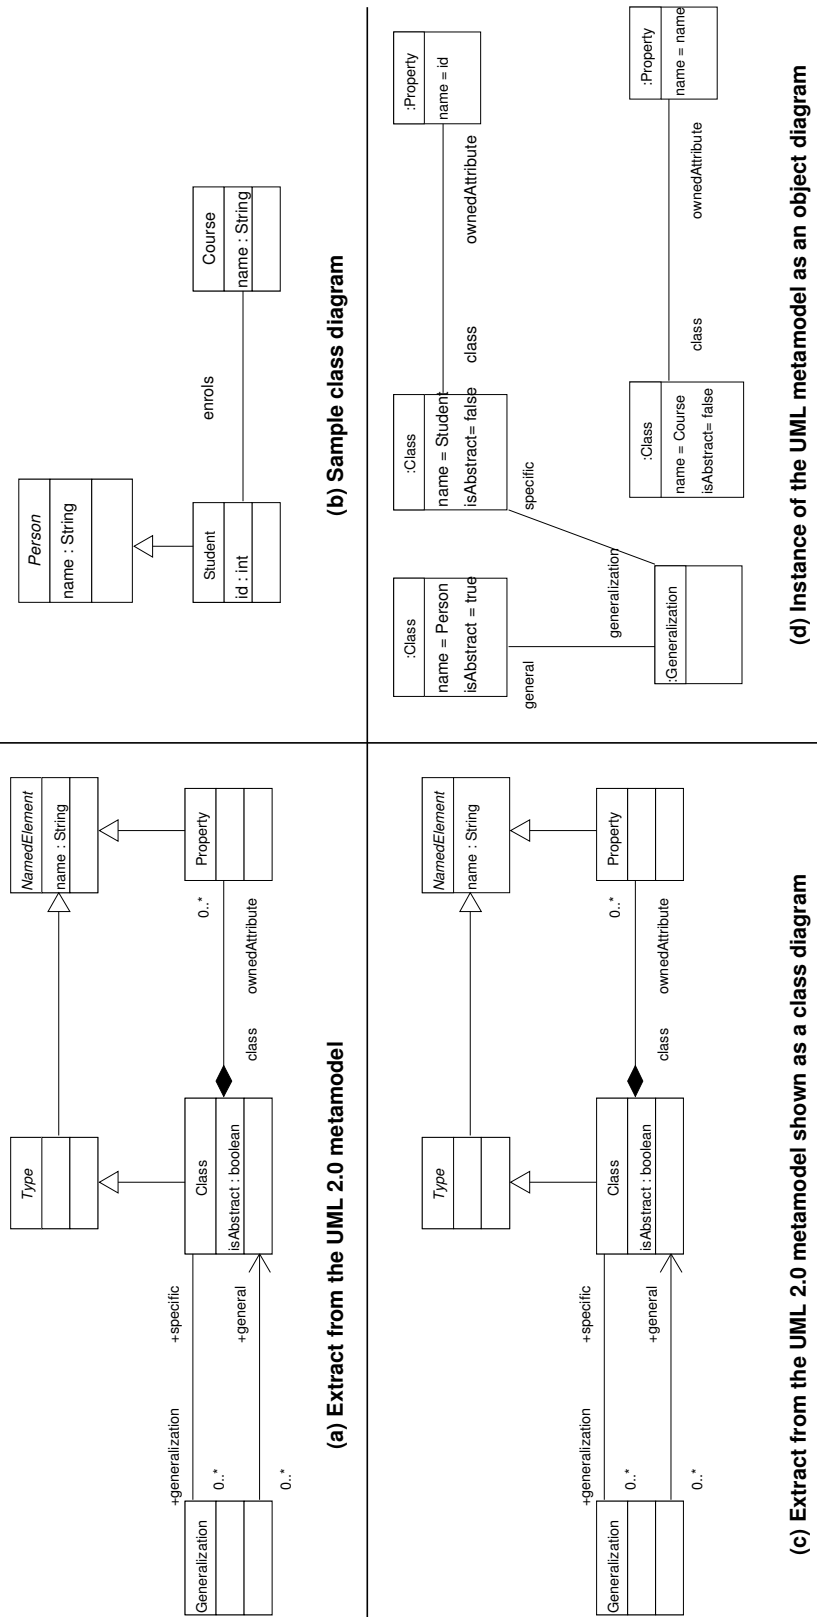 Type
NamedElement
name : String
+generalization
+specific
Generalization
0..*
+general
0..*
Class
isAbstract : boolean
class
ownedAttribute
0..*
Property
(a) Extract from the UML 2.0 metamodel
Person
name : String
Student
id : int
enrols
Course
name : String
(b) Sample class diagram
Type
NamedElement
name : String
+generalization
+specific
Generalization
0..*
+general
0..*
Class
isAbstract : boolean
class
ownedAttribute
0..*
Property
(c) Extract from the UML 2.0 metamodel shown as a class diagram
:Class
name = Person
isAbstract = true
:Class
name = Student
isAbstract= false
class
ownedAttribute
:Property
name = id
general
specific
generalization
:Generalization
:Class
name = Course
isAbstract= false
class
ownedAttribute
:Property
name = name
(d) Instance of the UML metamodel as an object diagram